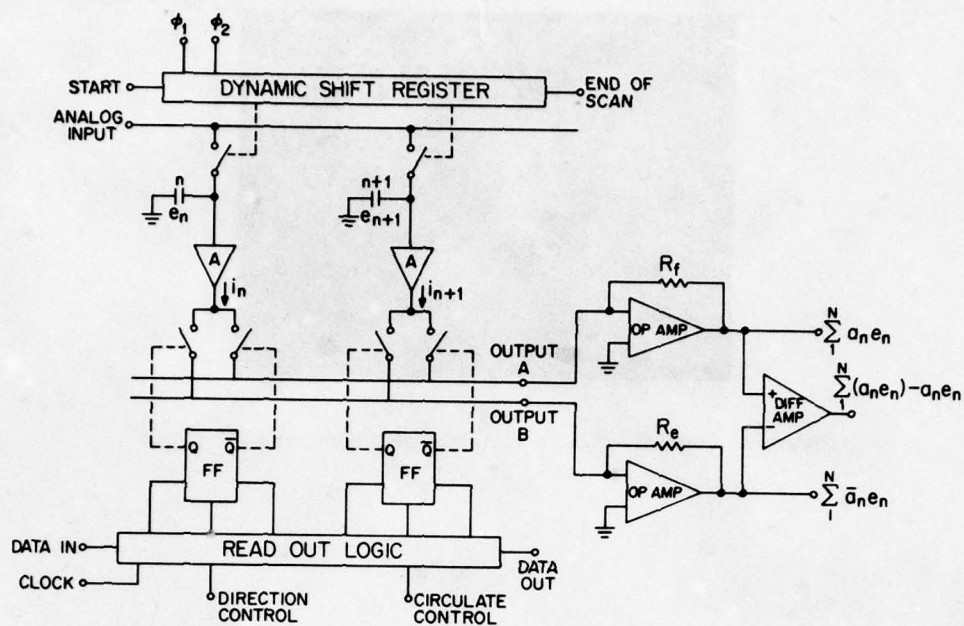 ϕ1 ϕ2
START
DYNAMIC SHIFT REGISTER
END OF
SCAN
ANALOG
INPUT
n
eₙ
n+1
eₙ₊₁
A
A
iₙ
iₙ₊₁
Rf
OP AMP
N
∑ aₙeₙ
1
OUTPUT
A
OUTPUT
B
+
DIFF
AMP
−
N
∑ (aₙeₙ) − aₙeₙ
1
Re
OP AMP
N
∑ āₙeₙ
1
Q Q̅
FF
Q Q̅
FF
DATA IN
READ OUT LOGIC
DATA
OUT
CLOCK
DIRECTION
CONTROL
CIRCULATE
CONTROL